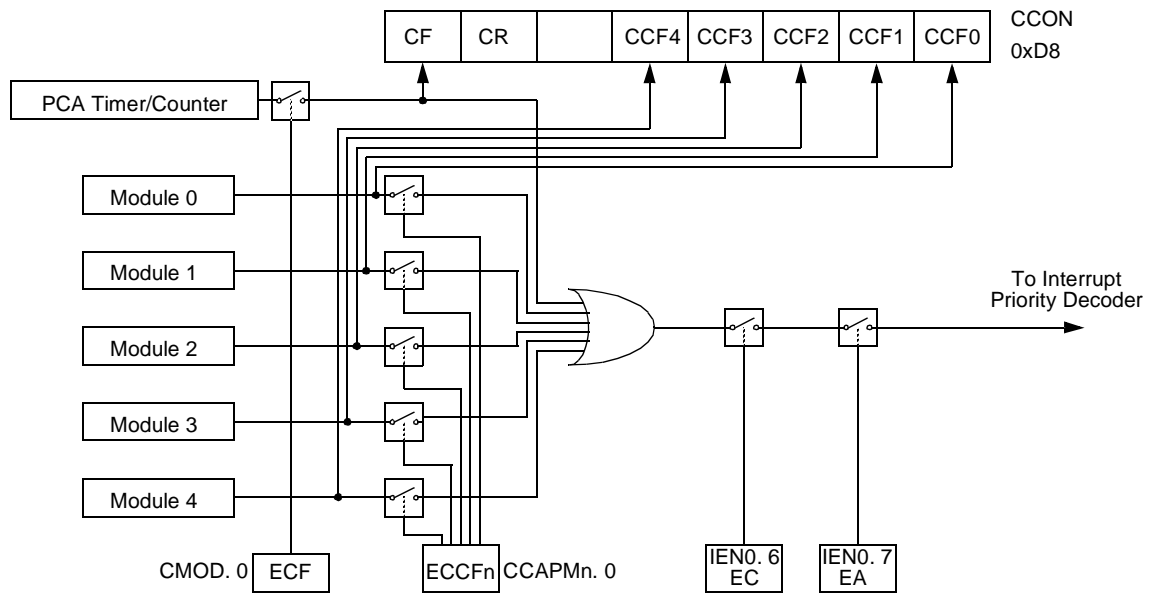 CF CR CCF4 CCF3 CCF2 CCF1 CCF0
CCON
0xD8
PCA Timer/Counter
Module 0
Module 1
Module 2
Module 3
Module 4
To Interrupt
Priority Decoder
CMOD. 0 ECF
ECCFn CCAPMn. 0
IEN0. 6
EC
IEN0. 7
EA